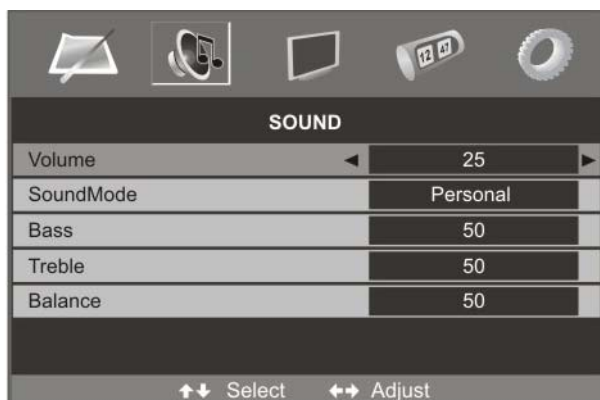 12 47
SOUND
Volume 25
SoundMode Personal
Bass 50
Treble 50
Balance 50
Select Adjust